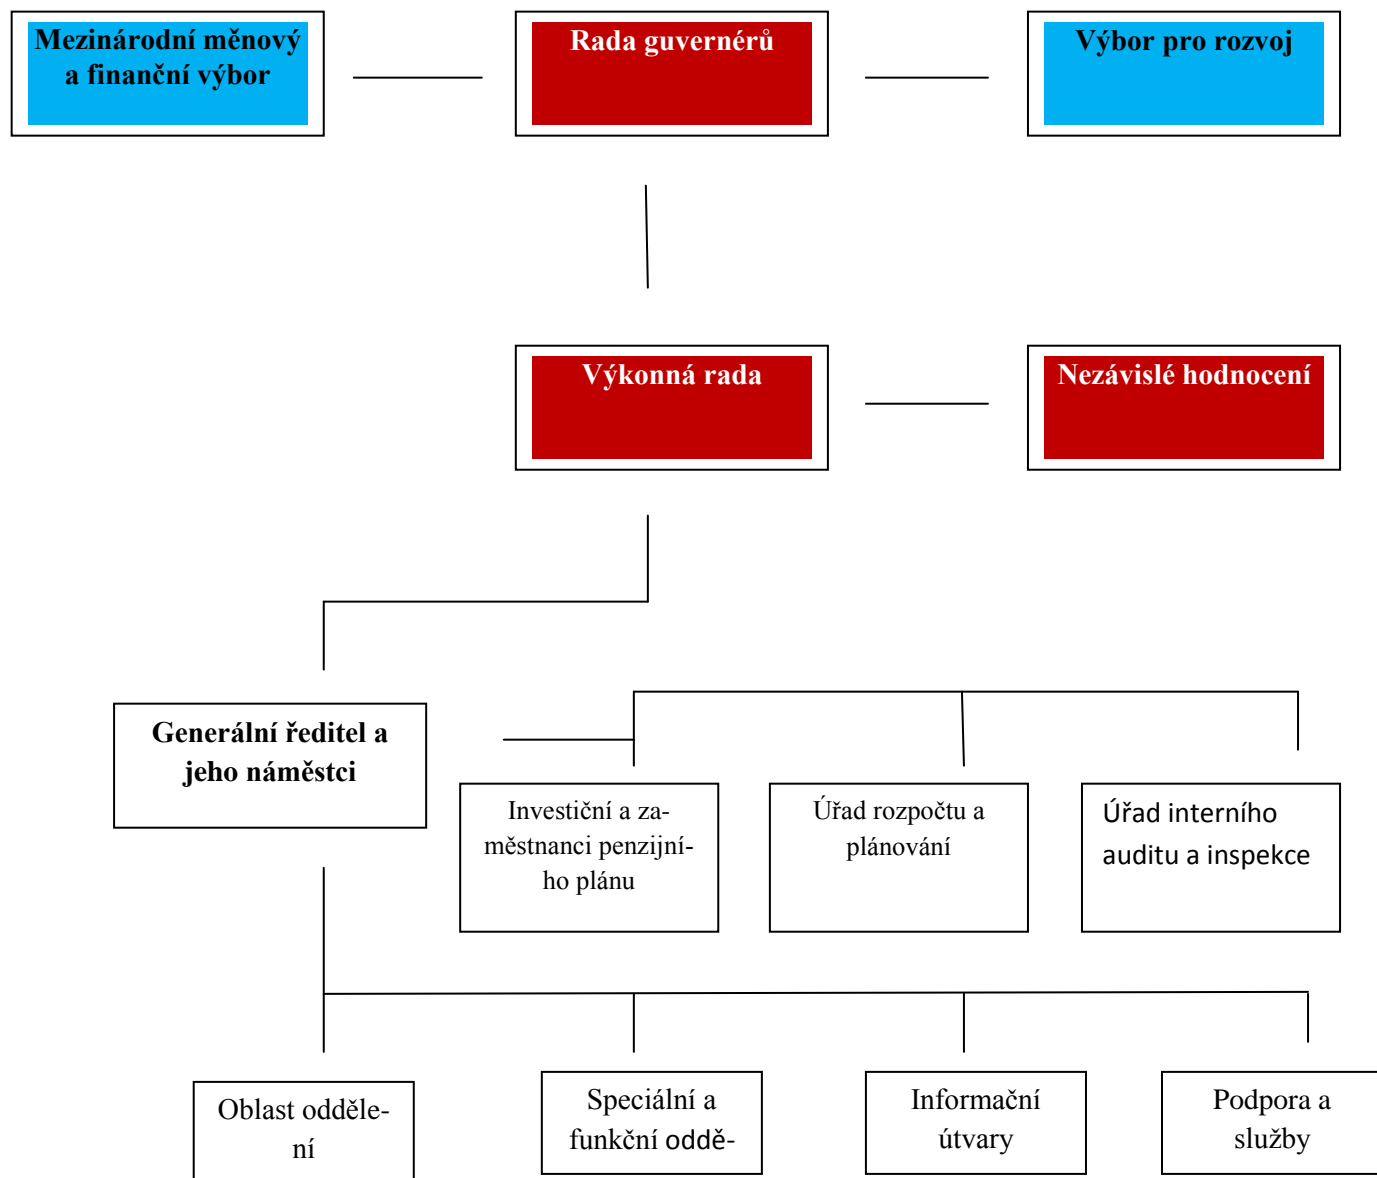 Mezinárodní měnový
a finanční výbor
Rada guvernérů
Výbor pro rozvoj
Výkonná rada
Nezávislé hodnocení
Generální ředitel a
jeho náměstci
Investiční a za-
městnanci penzijní-
ho plánu
Úřad rozpočtu a
plánování
Úřad interního
auditu a inspekce
Oblast odděle-
ní
Speciální a
funkční oddě-
Informační
útvary
Podpora a
služby